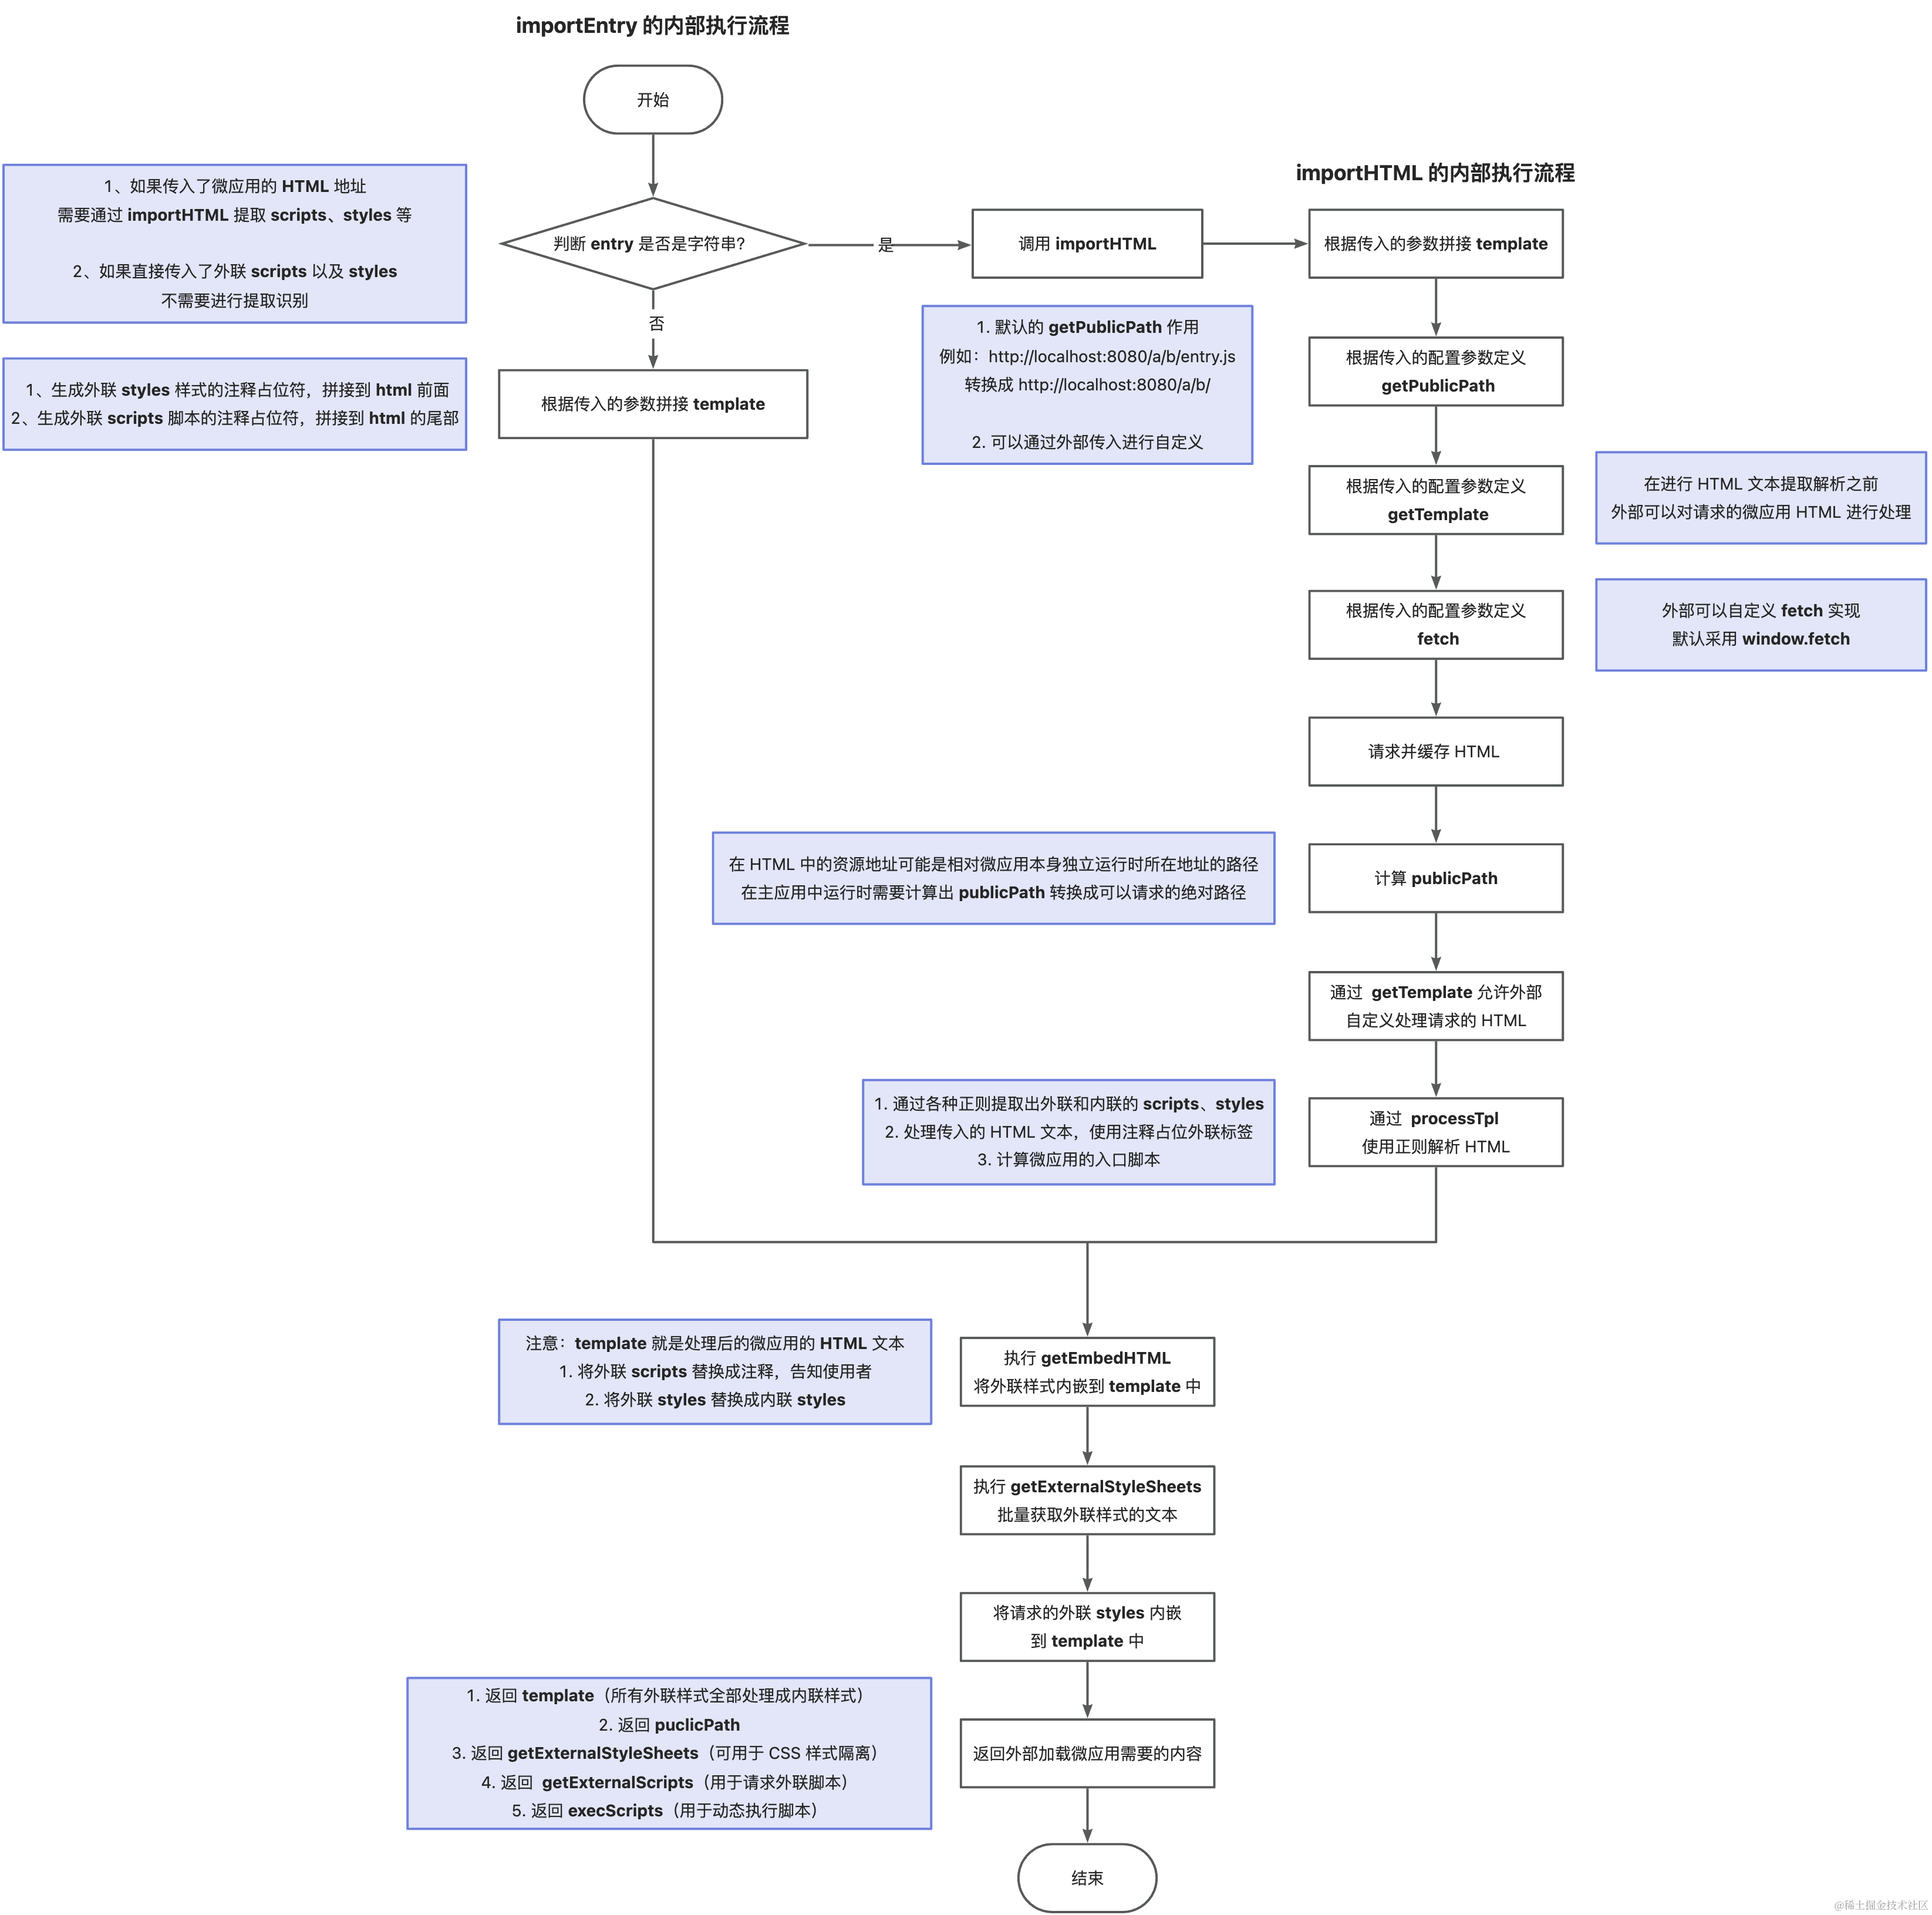 importEntry 的内部执行流程
开始
1、如果传入了微应用的 HTML 地址
需要通过 importHTML 提取 scripts、styles 等
2、如果直接传入了外联 scripts 以及 styles
不需要进行提取识别
判断 entry 是否是字符串?
是
调用 importHTML
importHTML 的内部执行流程
根据传入的参数拼接 template
否
1、生成外联 styles 样式的注释占位符，拼接到 html 前面
2、生成外联 scripts 脚本的注释占位符，拼接到 html 的尾部
根据传入的参数拼接 template
1. 默认的 getPublicPath 作用
例如：http://localhost:8080/a/b/entry.js
转换成 http://localhost:8080/a/b/
2. 可以通过外部传入进行自定义
根据传入的配置参数定义
getPublicPath
根据传入的配置参数定义
getTemplate
在进行 HTML 文本提取解析之前
外部可以对请求的微应用 HTML 进行处理
根据传入的配置参数定义
fetch
外部可以自定义 fetch 实现
默认采用 window.fetch
请求并缓存 HTML
在 HTML 中的资源地址可能是相对微应用本身独立运行时所在地址的路径
在主应用中运行时需要计算出 publicPath 转换成可以请求的绝对路径
计算 publicPath
通过 getTemplate 允许外部
自定义处理请求的 HTML
1. 通过各种正则提取出外联和内联的 scripts、styles
2. 处理传入的 HTML 文本，使用注释占位外联标签
3. 计算微应用的入口脚本
通过 processTpl
使用正则解析 HTML
注意：template 就是处理后的微应用的 HTML 文本
1. 将外联 scripts 替换成注释，告知使用者
2. 将外联 styles 替换成内联 styles
执行 getEmbedHTML
将外联样式内嵌到 template 中
执行 getExternalStyleSheets
批量获取外联样式的文本
将请求的外联 styles 内嵌
到 template 中
1. 返回 template（所有外联样式全部处理成内联样式）
2. 返回 puclicPath
3. 返回 getExternalStyleSheets（可用于 CSS 样式隔离）
4. 返回 getExternalScripts（用于请求外联脚本）
5. 返回 execScripts（用于动态执行脚本）
返回外部加载微应用需要的内容
结束
@稀土掘金技术社区